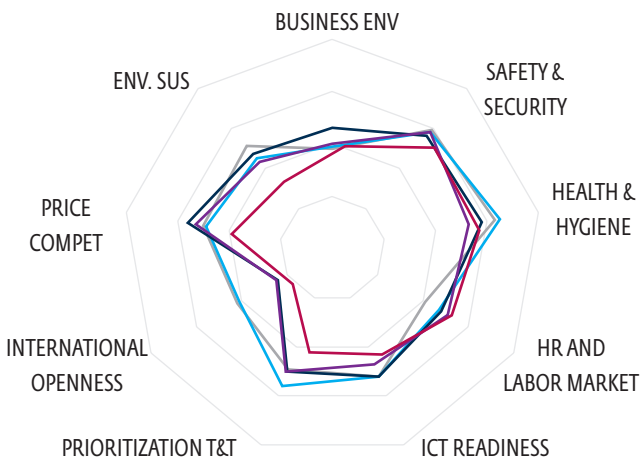 BUSINESS ENV
SAFETY &
SECURITY
HEALTH &
HYGIENE
HR AND
LABOR MARKET
ICT READINESS
PRIORITIZATION T&T
INTERNATIONAL
OPENNESS
PRICE
COMPET
ENV. SUS